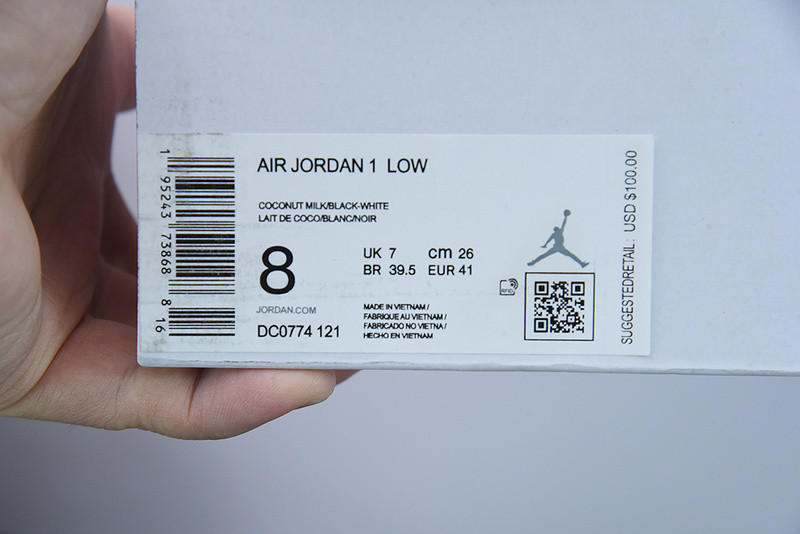 AIR JORDAN 1 LOW
COCONUT MILK/BLACK-WHITE
LAIT DE COCO/BLANC/NOIR
8
UK 7 cm 26
BR 39.5 EUR 41
JORDAN.COM
DC0774 121
MADE IN VIETNAM /
FABRIQUE AU VIETNAM /
FABRICADO NO VIETNA /
HECHO EN VIETNAM
RFID
SUGGESTEDRETAIL: USD $100.00
1 95243 73868 8 16